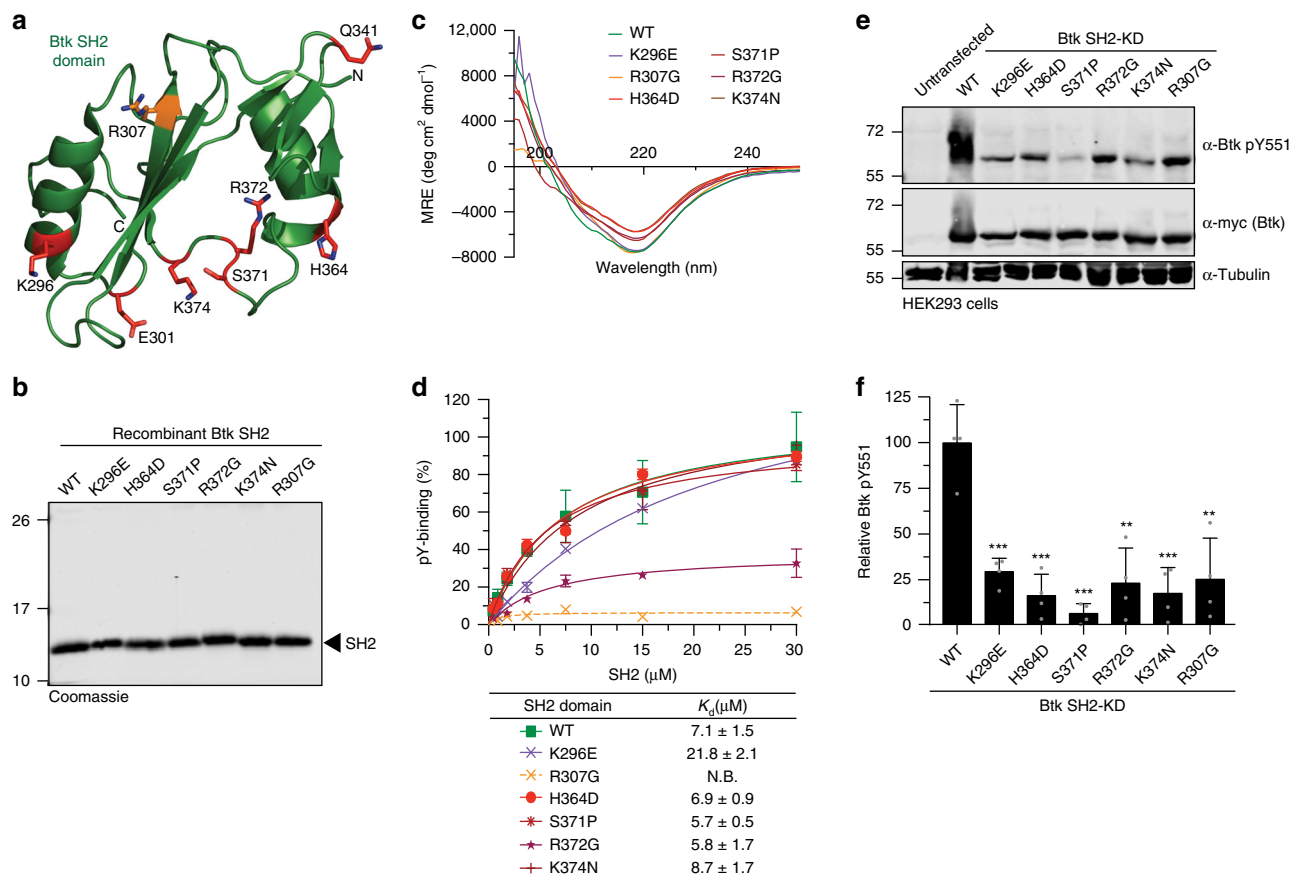 a
Btk SH2
domain
Q341
N
R307
R372
C
H364
S371
K296
K374
E301
b
Recombinant Btk SH2
WT K296E H364D S371P R372G K374N R307G
26
17
10
SH2
Coomassie
c
12,000
8000
4000
0
−4000
−8000
MRE (deg cm² dmol⁻¹)
200 220 240
Wavelength (nm)
WT
K296E S371P
R307G R372G
H364D K374N
d
120
100
80
60
40
20
0
pY-binding (%)
0 5 10 15 20 25 30
SH2 (μM)
SH2 domain Kd(μM)
WT 7.1 ± 1.5
K296E 21.8 ± 2.1
R307G N.B.
H364D 6.9 ± 0.9
S371P 5.7 ± 0.5
R372G 5.8 ± 1.7
K374N 8.7 ± 1.7
e
Btk SH2-KD
Untransfected WT K296E H364D S371P R372G K374N R307G
72
55
α-Btk pY551
72
55
α-myc (Btk)
55
α-Tubulin
HEK293 cells
f
125
100
75
50
25
0
Relative Btk pY551
*** *** *** ** *** **
WT K296E H364D S371P R372G K374N R307G
Btk SH2-KD